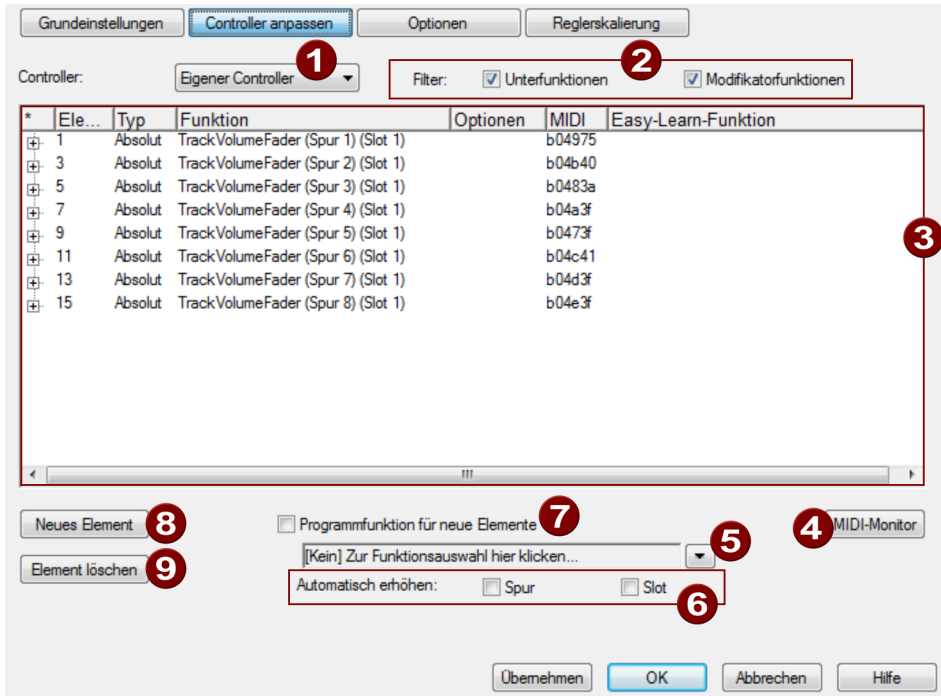 Grundeinstellungen Controller anpassen Optionen Reglerskalierung
1 2
Controller: Eigener Controller Filter: Unterfunktionen Modifikatorfunktionen
* Ele... Typ Funktion Optionen MIDI Easy-Learn-Funktion
1 Absolut TrackVolumeFader (Spur 1) (Slot 1) b04975
3 Absolut TrackVolumeFader (Spur 2) (Slot 1) b04b40
5 Absolut TrackVolumeFader (Spur 3) (Slot 1) b0483a
7 Absolut TrackVolumeFader (Spur 4) (Slot 1) b04a3f
9 Absolut TrackVolumeFader (Spur 5) (Slot 1) b0473f
3
11 Absolut TrackVolumeFader (Spur 6) (Slot 1) b04c41
13 Absolut TrackVolumeFader (Spur 7) (Slot 1) b04d3f
15 Absolut TrackVolumeFader (Spur 8) (Slot 1) b04e3f
Neues Element 8 Programmfunktion für neue Elemente 7 4 MIDI-Monitor
[Kein] Zur Funktionsauswahl hier klicken... 5
Element löschen 9
Automatisch erhöhen: Spur Slot 6
Übernehmen OK Abbrechen Hilfe